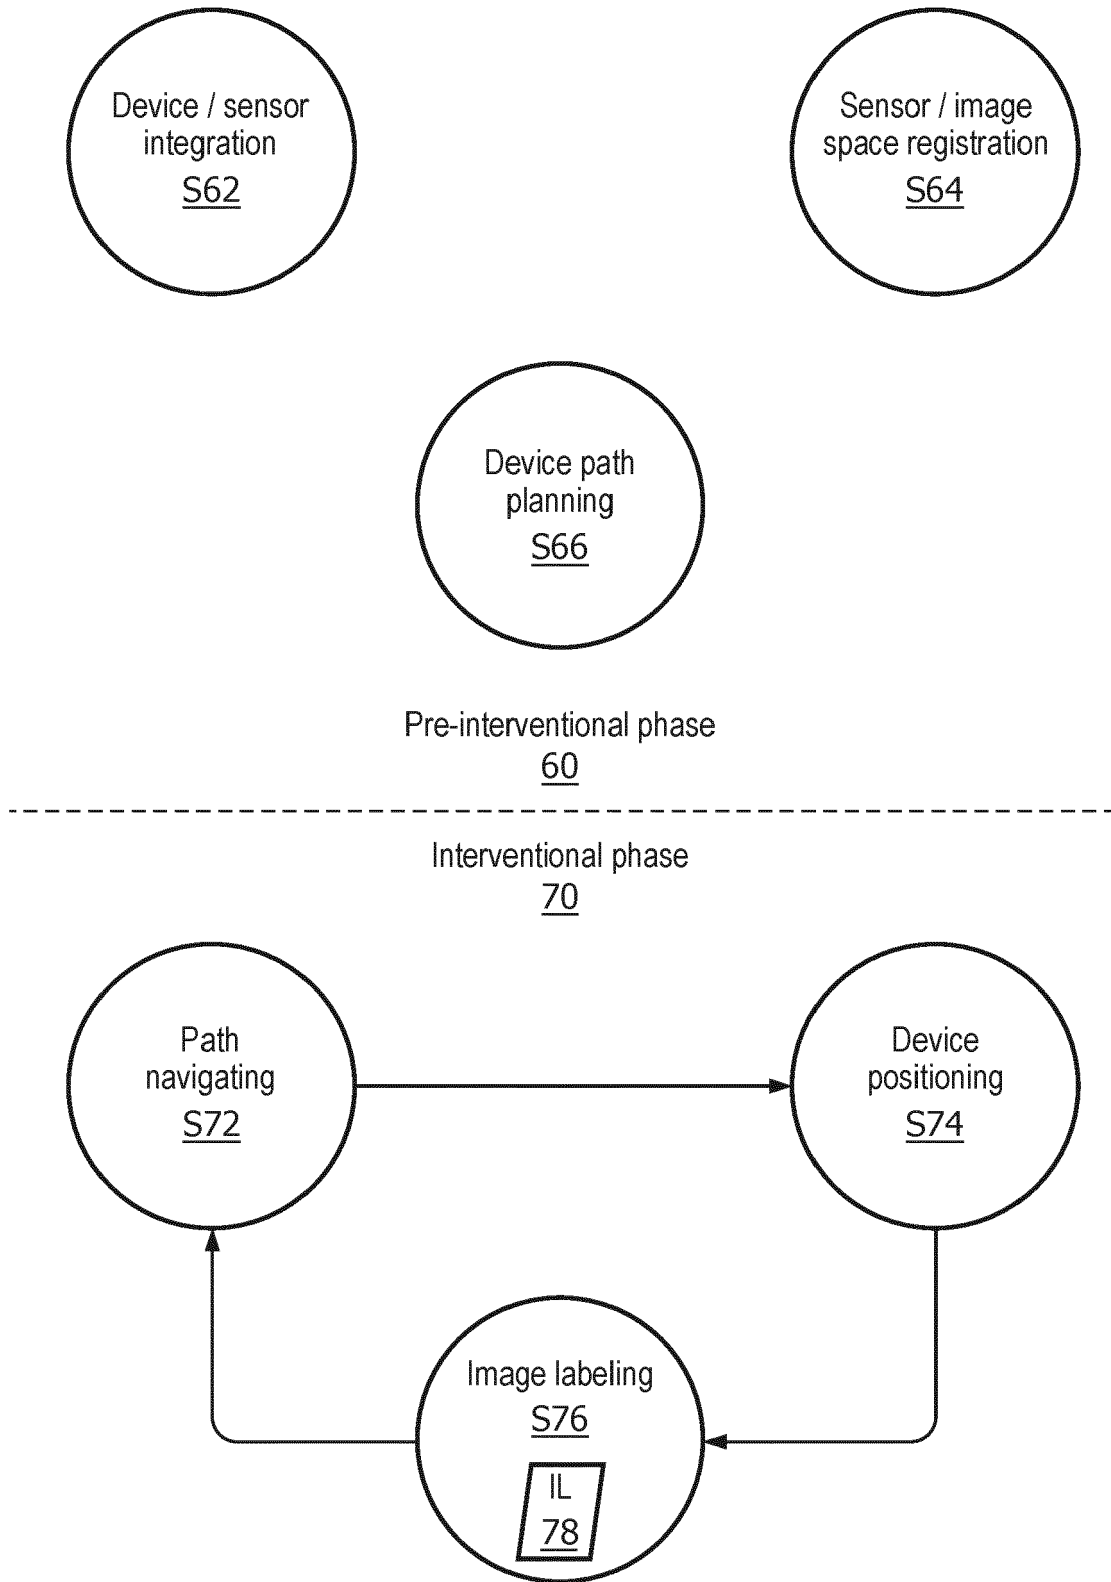 Device / sensor
integration
S62
Sensor / image
space registration
S64
Device path
planning
S66
Pre-interventional phase
60
Interventional phase
70
Path
navigating
S72
Device
positioning
S74
Image labeling
S76
IL
78